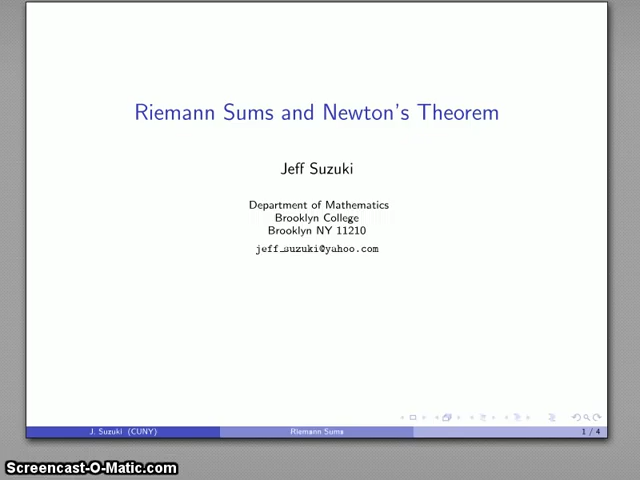 Riemann Sums and Newton's Theorem
Jeff Suzuki
Department of Mathematics
Brooklyn College
Brooklyn NY 11210
jeff_suzuki@yahoo.com
J. Suzuki (CUNY)
Riemann Sums
1 / 4
Screencast-O-Matic.com